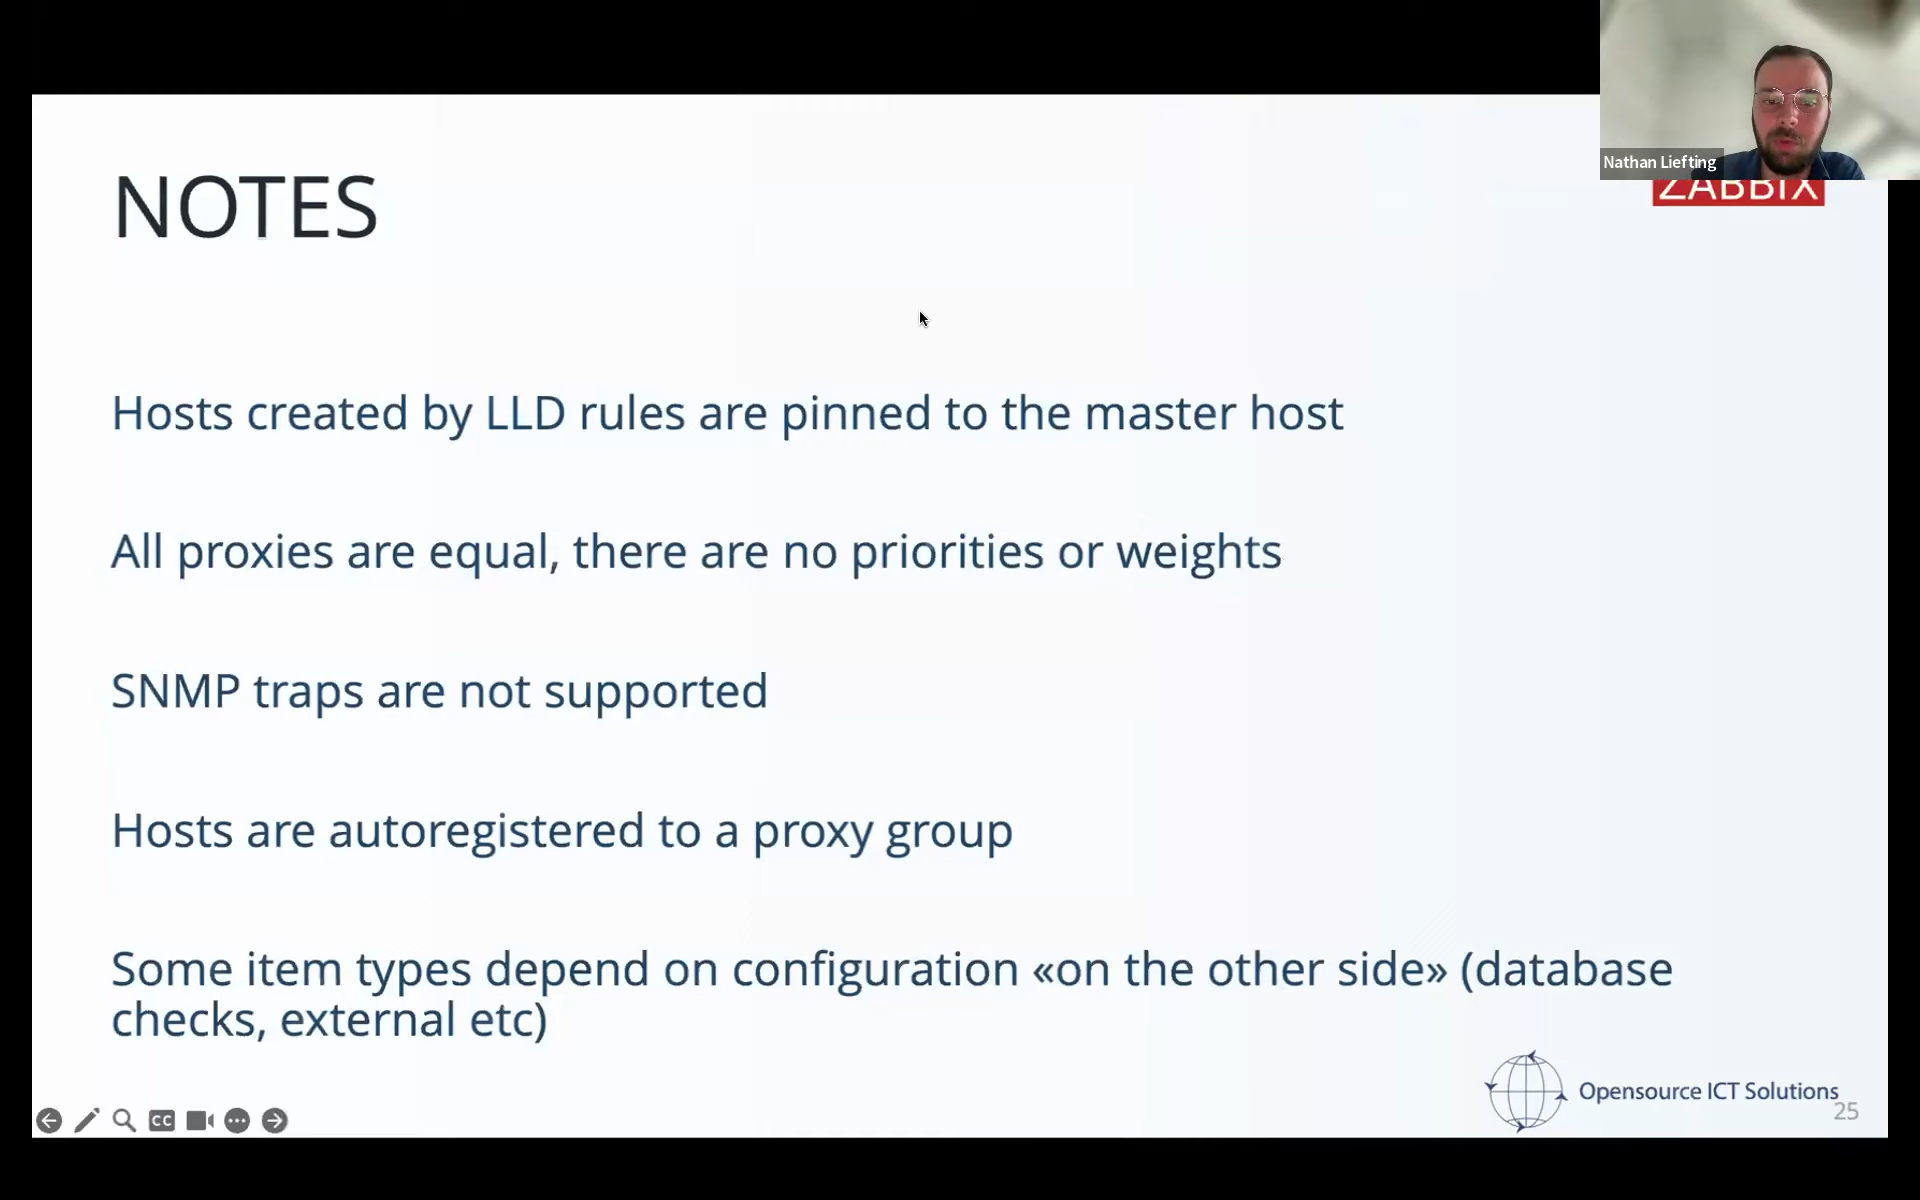 Nathan Liefting
ZABBIX
NOTES
Hosts created by LLD rules are pinned to the master host
All proxies are equal, there are no priorities or weights
SNMP traps are not supported
Hosts are autoregistered to a proxy group
Some item types depend on configuration «on the other side» (database
checks, external etc)
Opensource ICT Solutions
25
CC